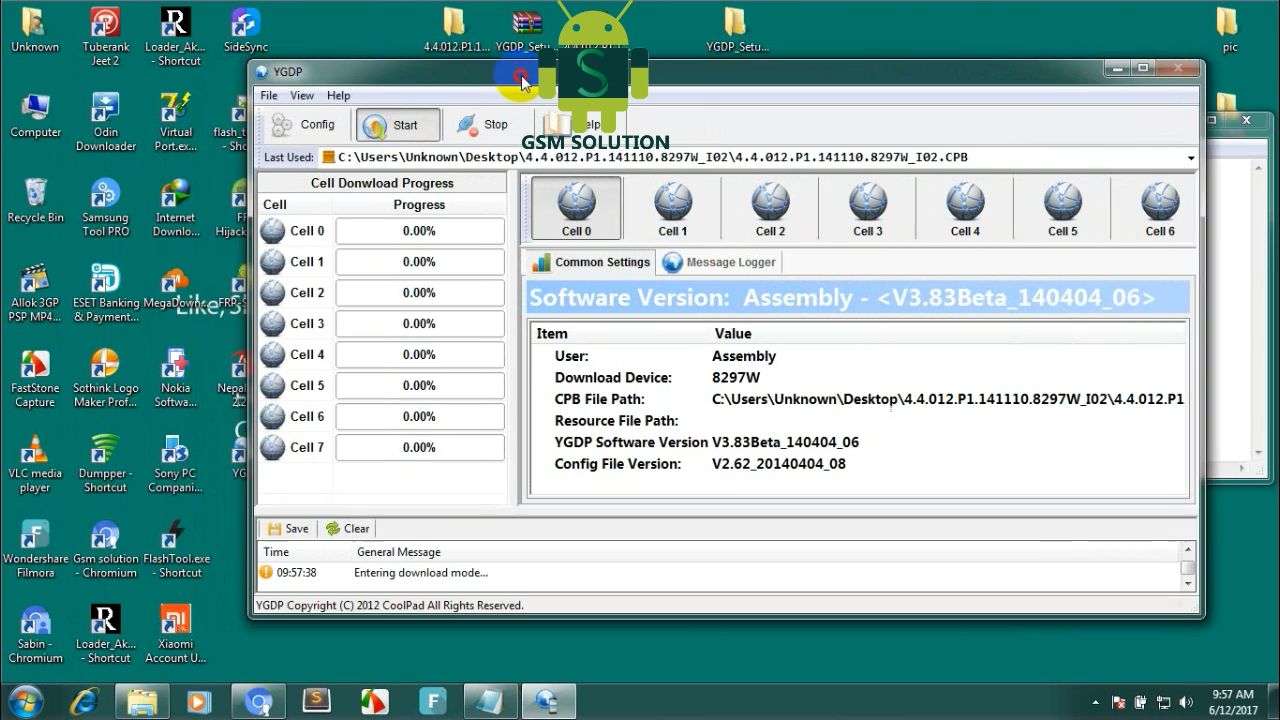 Unknown
Tuberank
Jeet 2
Loader_Ak...
- Shortcut
SideSync
4.4.012.P1.1...
YGDP_Setu...
YGDP_Setu...
pic
Computer
Odin
Downloader
Virtual
Port.ex...
flash_t
Recycle Bin
Samsung
Tool PRO
Internet
Downlo...
Hijack
Allok 3GP
PSP MP4...
ESET Banking
& Payment...
MegaDown
FRP
Like, S
FastStone
Capture
Sothink Logo
Maker Prof...
Nokia
Softwa...
Nepal
VLC media
player
Dumpper -
Shortcut
Sony PC
Compani...
YG
Wondershare
Filmora
Gsm solution
- Chromium
FlashTool.exe
- Shortcut
Sabin -
Chromium
Loader_Ak...
- Shortcut
Xiaomi
Account U...
YGDP
File View Help
Config Start Stop Help
GSM SOLUTION
Last Used: C:\Users\Unknown\Desktop\4.4.012.P1.141110.8297W_I02\4.4.012.P1.141110.8297W_I02.CPB
Cell Donwload Progress
Cell Progress
Cell 0 0.00%
Cell 1 0.00%
Cell 2 0.00%
Cell 3 0.00%
Cell 4 0.00%
Cell 5 0.00%
Cell 6 0.00%
Cell 7 0.00%
Cell 0 Cell 1 Cell 2 Cell 3 Cell 4 Cell 5 Cell 6
Common Settings Message Logger
Software Version: Assembly - <V3.83Beta_140404_06>
Item Value
User: Assembly
Download Device: 8297W
CPB File Path: C:\Users\Unknown\Desktop\4.4.012.P1.141110.8297W_I02\4.4.012.P1
Resource File Path:
YGDP Software Version V3.83Beta_140404_06
Config File Version: V2.62_20140404_08
Save Clear
Time General Message
09:57:38 Entering download mode...
YGDP Copyright (C) 2012 CoolPad All Rights Reserved.
9:57 AM
6/12/2017